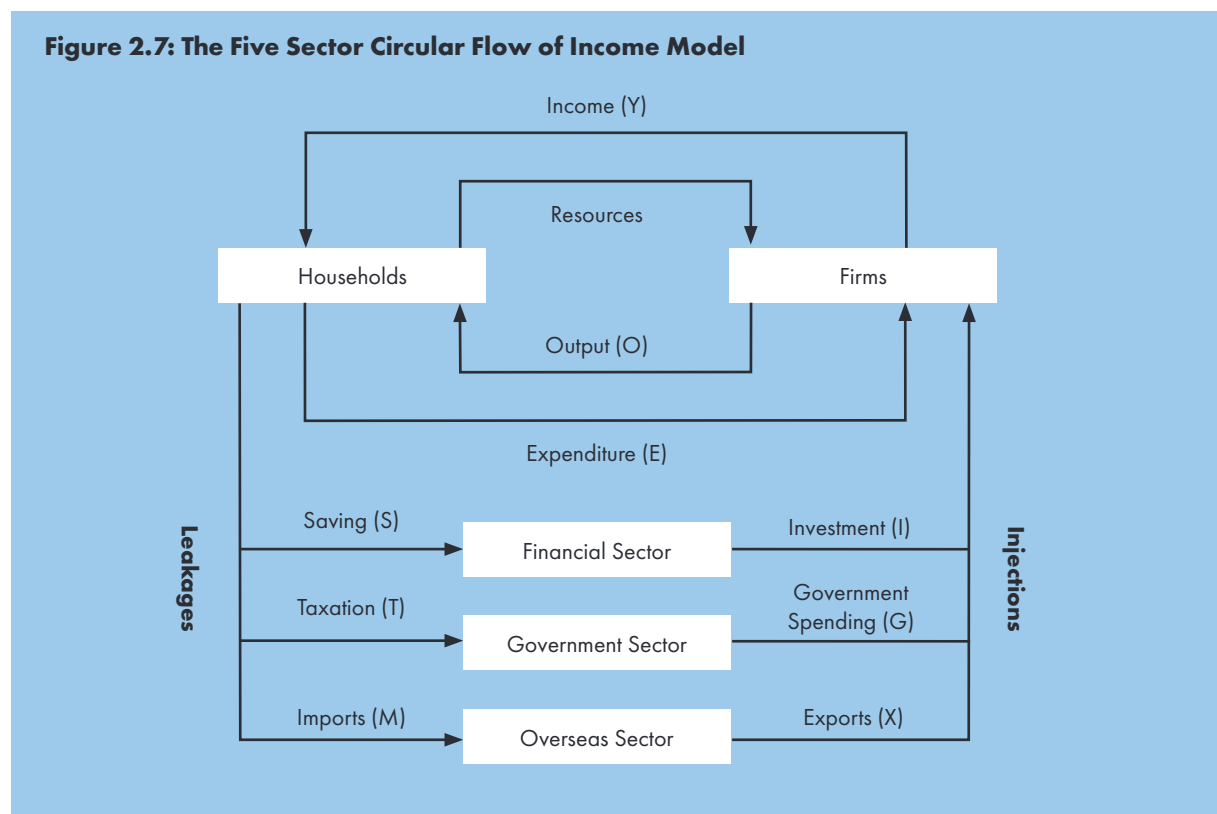 Figure 2.7: The Five Sector Circular Flow of Income Model
Income (Y)
Resources
Households
Firms
Output (O)
Expenditure (E)
Leakages
Saving (S)
Financial Sector
Investment (I)
Injections
Taxation (T)
Government Sector
Government
Spending (G)
Imports (M)
Overseas Sector
Exports (X)